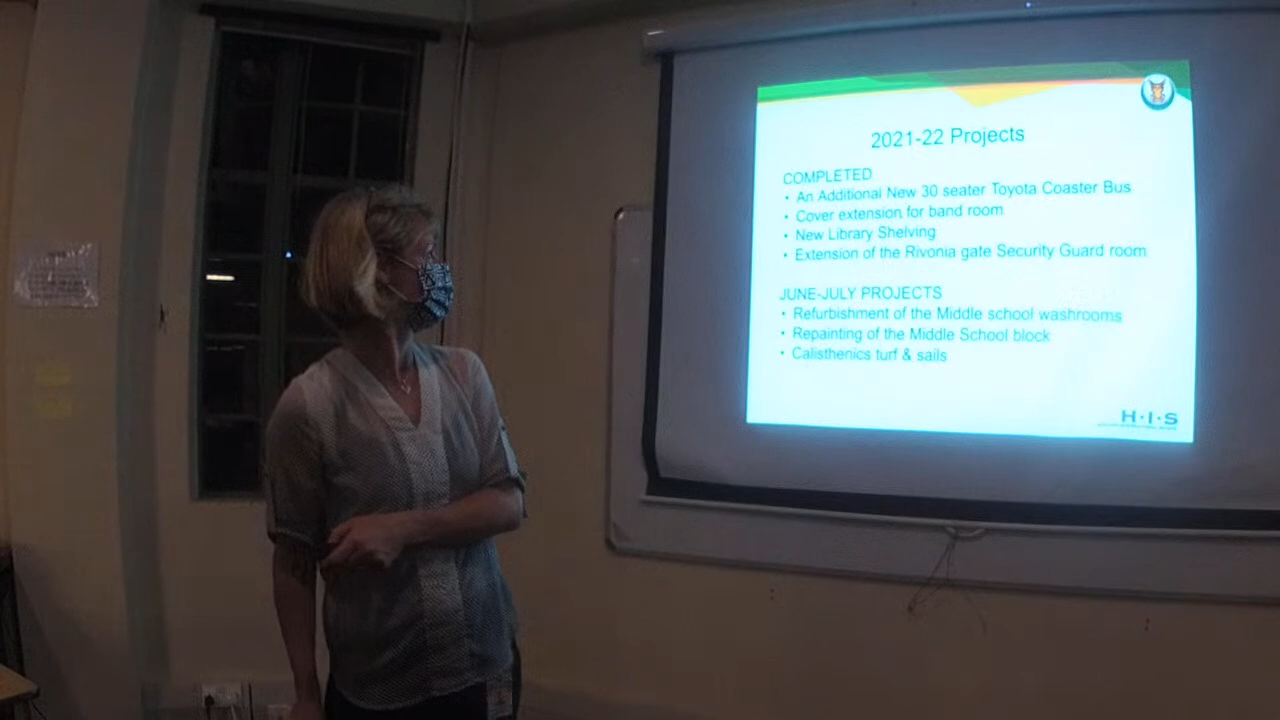 2021-22 Projects
COMPLETED
• An Additional New 30 seater Toyota Coaster Bus
• Cover extension for band room
• New Library Shelving
• Extension of the Rivonia gate Security Guard room
JUNE-JULY PROJECTS
• Refurbishment of the Middle school washrooms
• Repainting of the Middle School block
• Calisthenics turf & sails
H·I·S